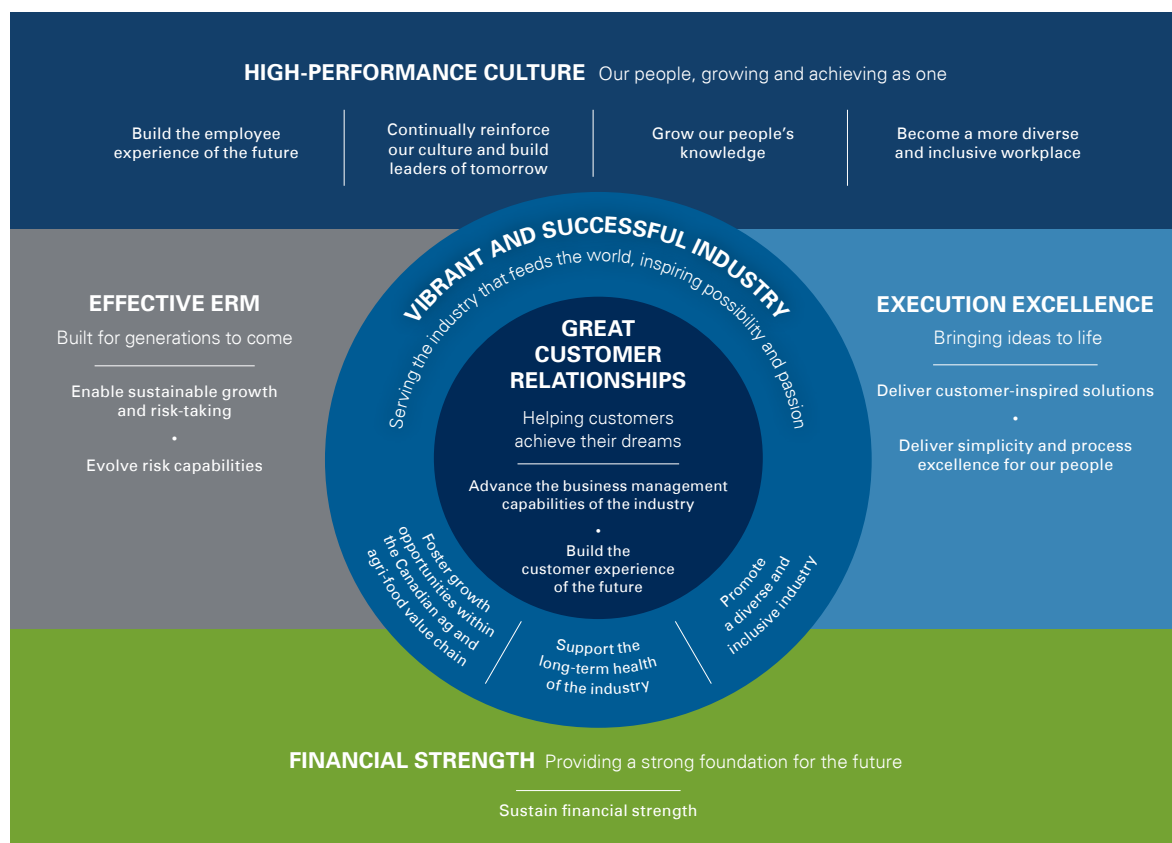 HIGH-PERFORMANCE CULTURE Our people, growing and achieving as one
Build the employee
experience of the future
Continually reinforce
our culture and build
leaders of tomorrow
Grow our people's
knowledge
Become a more diverse
and inclusive workplace
VIBRANT AND SUCCESSFUL INDUSTRY
Serving the industry that feeds the world, inspiring possibility and passion
EFFECTIVE ERM
Built for generations to come
Enable sustainable growth
and risk-taking
•
Evolve risk capabilities
GREAT
CUSTOMER
RELATIONSHIPS
Helping customers
achieve their dreams
Advance the business management
capabilities of the industry
•
Build the
customer experience
of the future
EXECUTION EXCELLENCE
Bringing ideas to life
Deliver customer-inspired solutions
•
Deliver simplicity and process
excellence for our people
Foster growth
opportunities within
the Canadian ag and
agri-food value chain
Support the
long-term health
of the industry
Promote
a diverse and
inclusive industry
FINANCIAL STRENGTH Providing a strong foundation for the future
Sustain financial strength